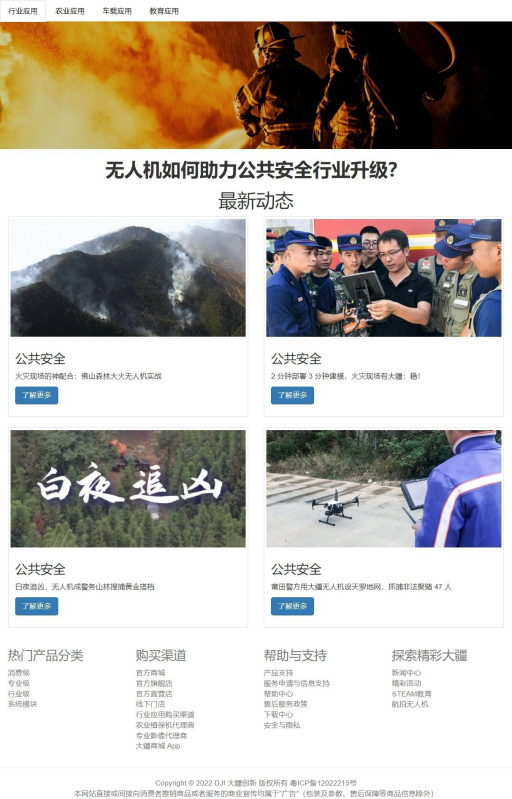 行业应用 农业应用 车载应用 教育应用
无人机如何助力公共安全行业升级?
最新动态
公共安全
火灾现场的神配合：佛山森林大火无人机实战
了解更多
公共安全
2 分钟部署 3 分钟建模，火灾现场有大疆：稳!
了解更多
白夜追凶
公共安全
白夜追凶，无人机成警务山林搜捕黄金搭档
了解更多
公共安全
莆田警方用大疆无人机设天罗地网，抓捕非法聚赌 47 人
了解更多
热门产品分类
消费级
专业级
行业级
系统模块
购买渠道
官方商城
官方旗舰店
官方直营店
线下门店
行业应用购买渠道
农业植保机代理商
专业影像代理商
大疆商城 App
帮助与支持
产品支持
服务申请与信息支持
帮助中心
售后服务政策
下载中心
安全与隐私
探索精彩大疆
新闻中心
精彩活动
STEAM教育
航拍无人机
Copyright © 2022 DJI 大疆创新 版权所有 粤ICP备12022215号
本网站直接或间接向消费者推销商品或者服务的商业宣传均属于"广告"（包装及参数、售后保障等商品信息除外）